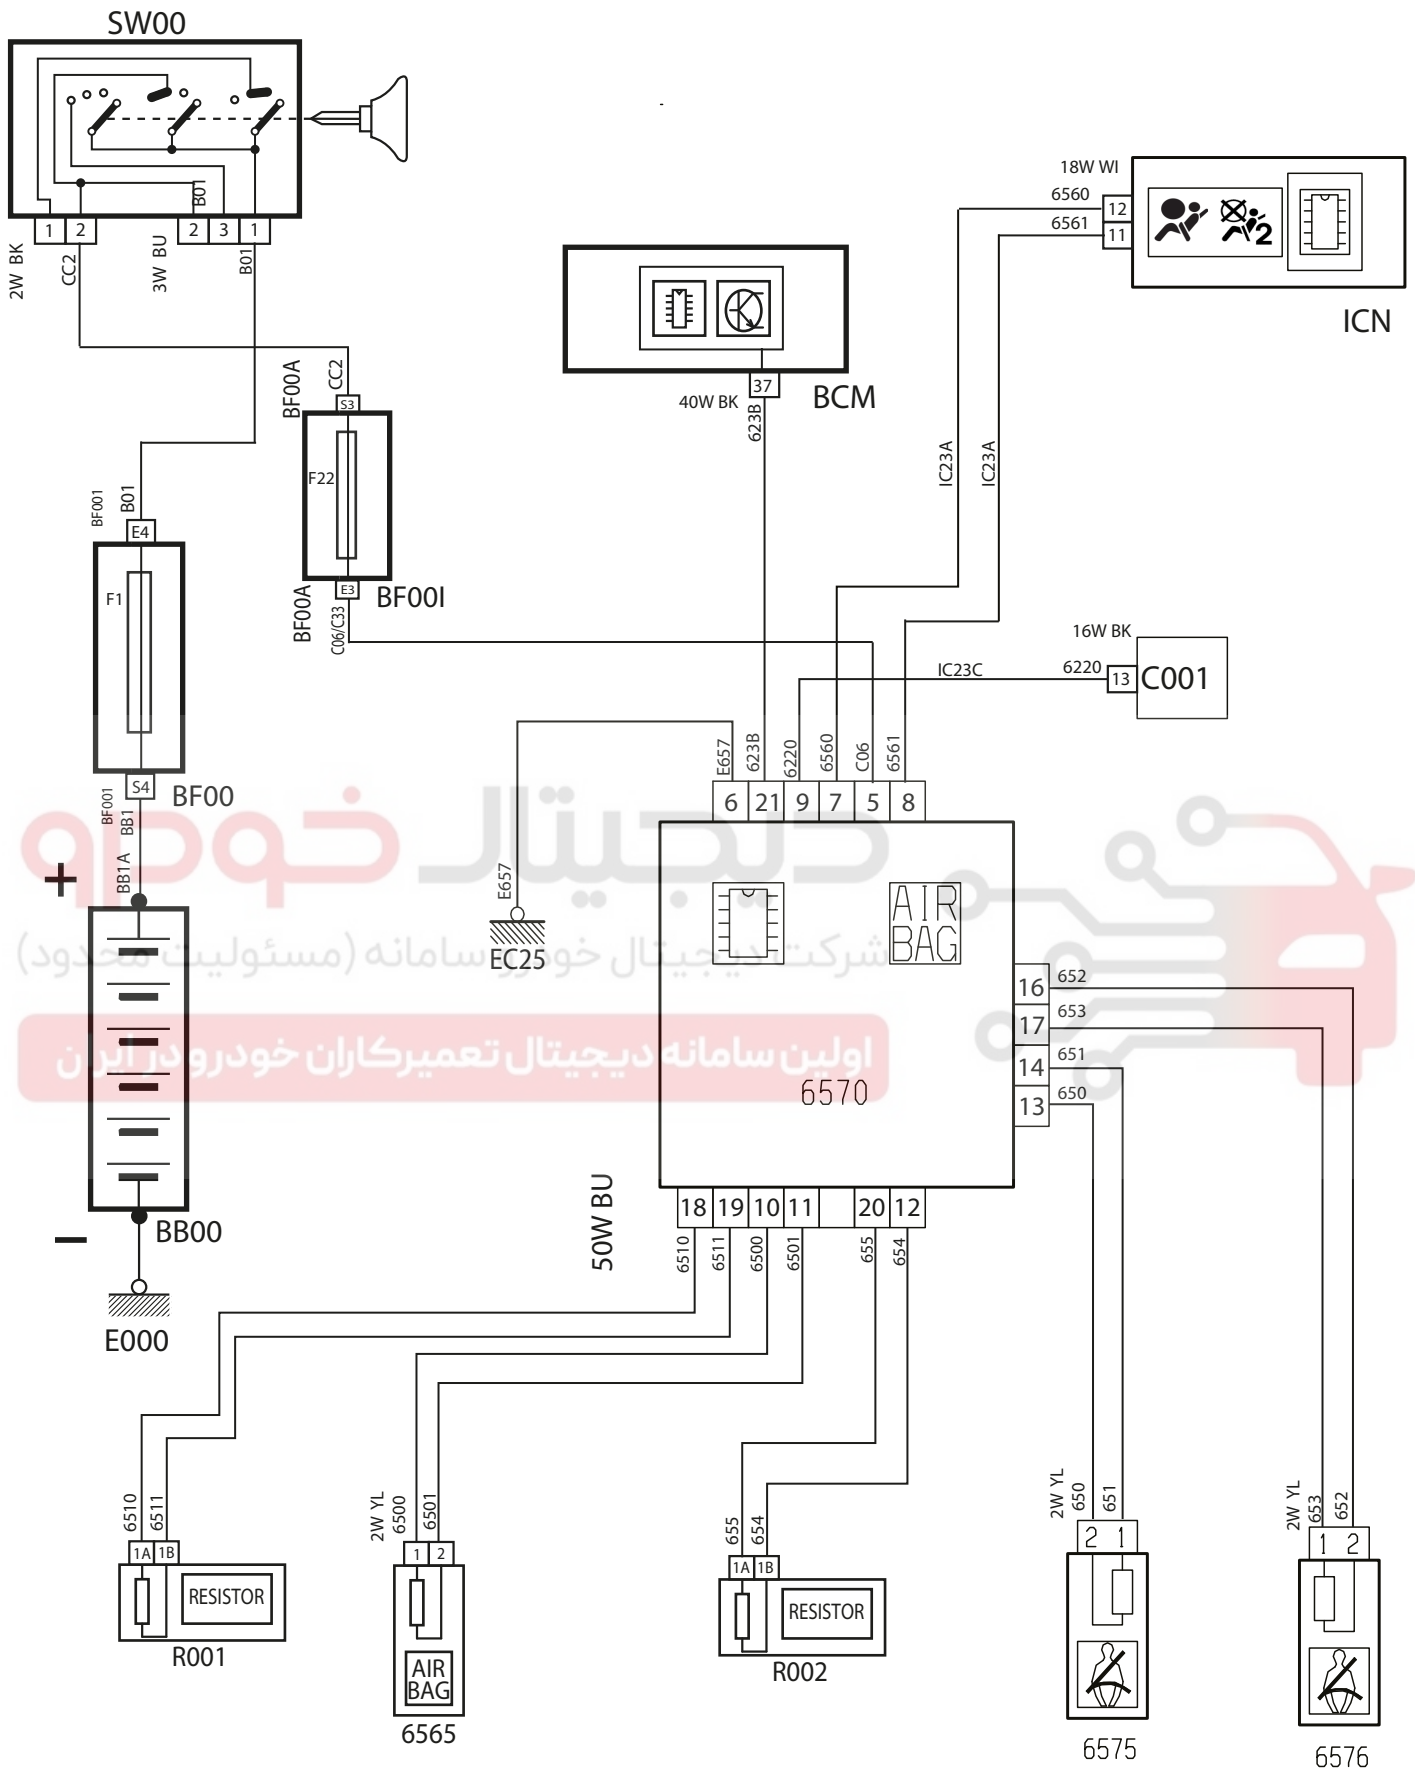 SW00
B01
1 2 2 3 1
2W BK
CC2
3W BU
B01
18W WI
6560
12
6561
11
2
ICN
37
40W BK
BCM
623B
IC23A
IC23A
BF00A
CC2
S3
F22
E3
BF00A
BF00I
C06/C33
BF001
B01
E4
F1
S4
BF00
BF001
BB1
BB1A
+
BB00
−
E000
16W BK
6220
13
C001
IC23C
E657
623B
6220
6560
C06
6561
6 21 9 7 5 8
E657
EC25
دیجیتال خودرو
شرکت دیجیتال خودرو سامانه (مسئولیت محدود)
اولین سامانه دیجیتال تعمیرکاران خودرو در ایران
AIR
BAG
6570
16 652
17 653
14 651
13 650
50W BU
18 19 10 11 20 12
6510
6511
6500
6501
655
654
6510
6511
1A 1B
RESISTOR
R001
2W YL
6500
6501
1 2
AIR
BAG
6565
655
654
1A 1B
RESISTOR
R002
2W YL
650
651
2 1
6575
2W YL
653
652
1 2
6576